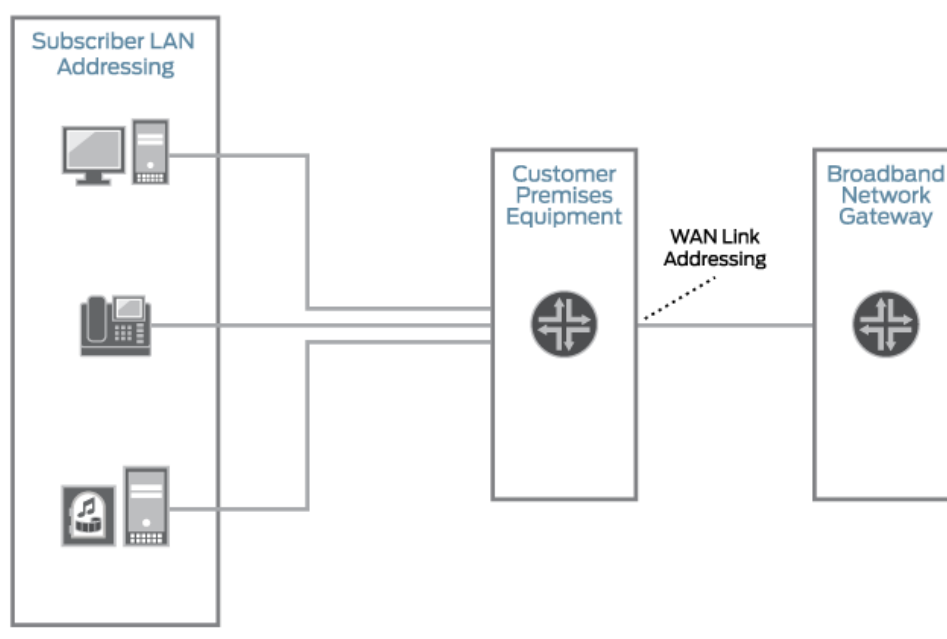 Subscriber LAN
Addressing
Customer
Premises
Equipment
WAN Link
Addressing
Broadband
Network
Gateway